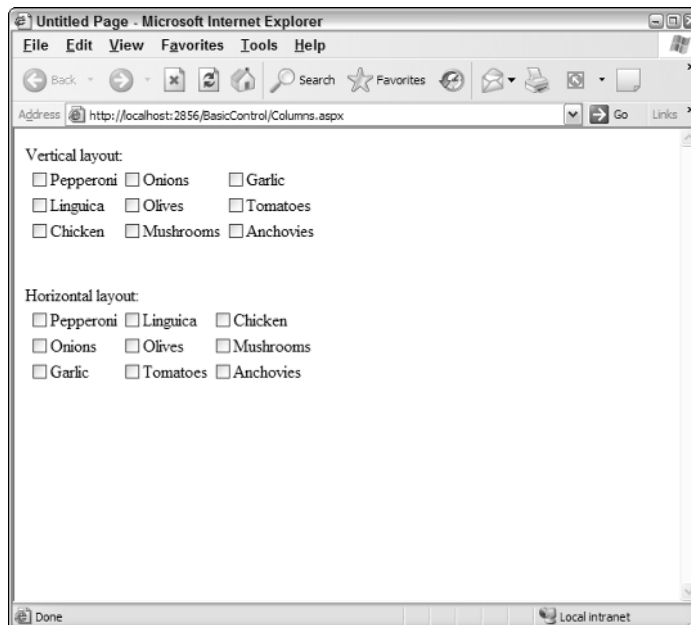 Untitled Page - Microsoft Internet Explorer
File Edit View Favorites Tools Help
Back Search Favorites
Address http://localhost:2856/BasicControl/Columns.aspx Go Links
Vertical layout:
Pepperoni Onions Garlic
Linguica Olives Tomatoes
Chicken Mushrooms Anchovies
Horizontal layout:
Pepperoni Linguica Chicken
Onions Olives Mushrooms
Garlic Tomatoes Anchovies
Done Local intranet